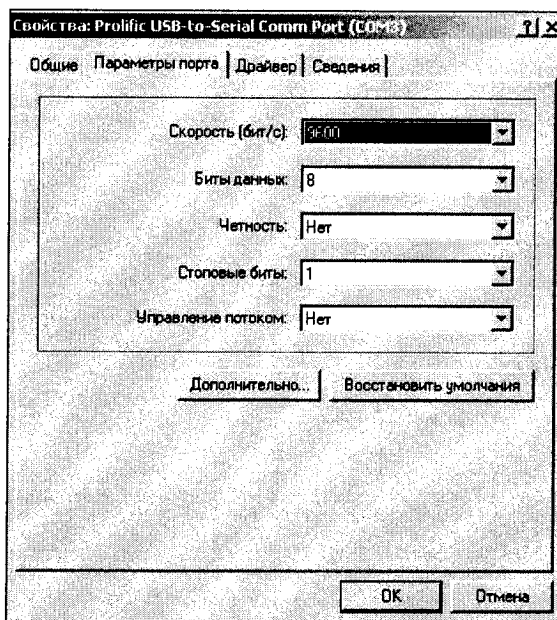 Свойства: Prolific USB-to-Serial Comm Port (COM3)
Общие Параметры порта Драйвер Сведения
Скорость (бит/с): 9600
Биты данных: 8
Четность: Нет
Стоповые биты: 1
Управление потоком: Нет
Дополнительно... Восстановить умолчания
OK Отмена